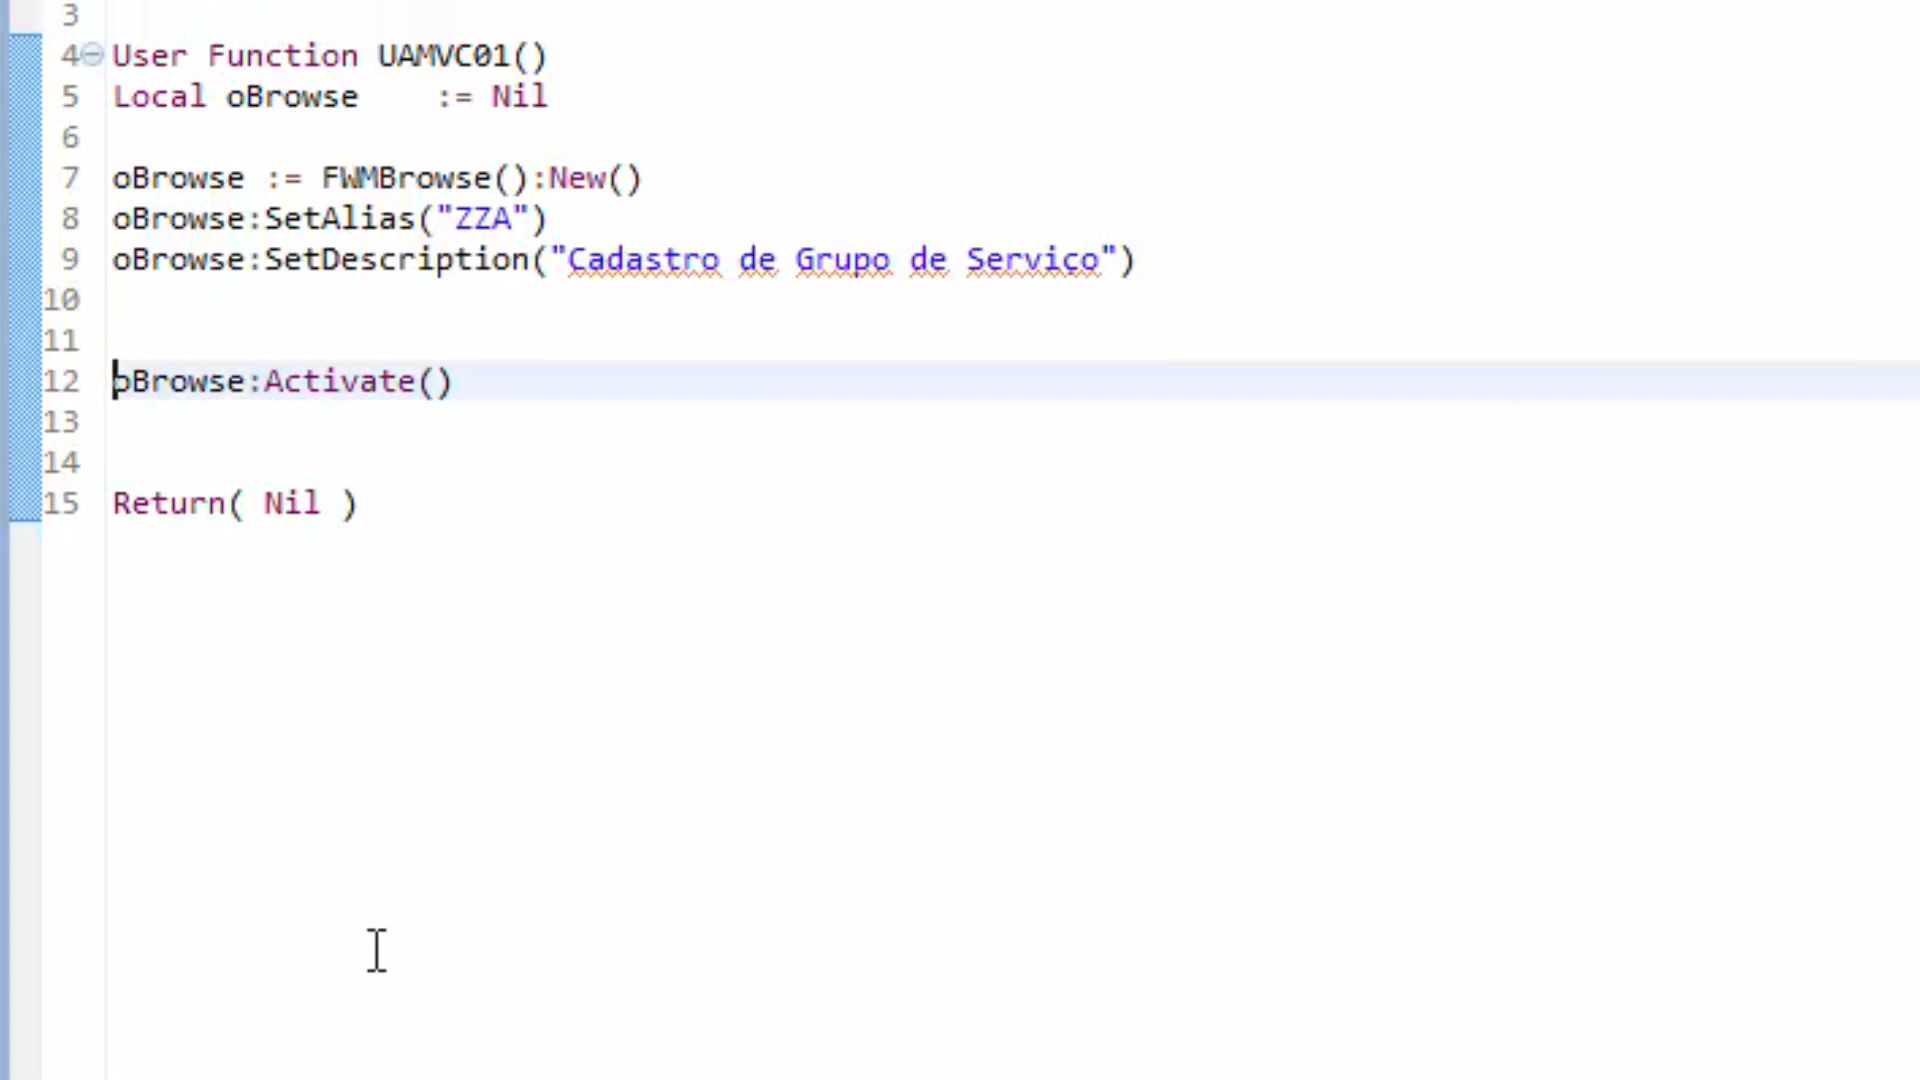 3
4 User Function UAMVC01()
5 Local oBrowse    := Nil
6
7 oBrowse := FWMBrowse():New()
8 oBrowse:SetAlias("ZZA")
9 oBrowse:SetDescription("Cadastro de Grupo de Servico")
10
11
12 oBrowse:Activate()
13
14
15 Return( Nil )